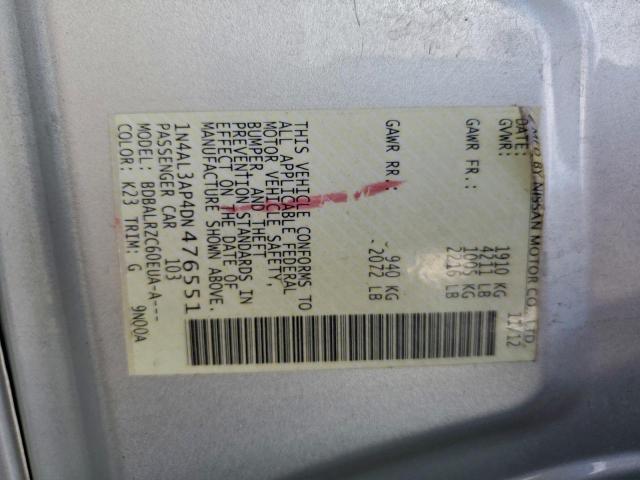 MFD BY NISSAN MOTOR CO., LTD.
DATE: 12/12
GVWR: 1910 KG
4211 LB
GAWR FR.: 1005 KG
2216 LB
GAWR RR.: 940 KG
2072 LB
THIS VEHICLE CONFORMS TO
ALL APPLICABLE FEDERAL
MOTOR VEHICLE SAFETY,
BUMPER, AND THEFT
PREVENTION STANDARDS IN
EFFECT ON THE DATE OF
MANUFACTURE SHOWN ABOVE.
1N4AL3AP4DN476551
PASSENGER CAR 103
MODEL: BDBALRZC60EUA-A---
COLOR: K23 TRIM: G 9N00A